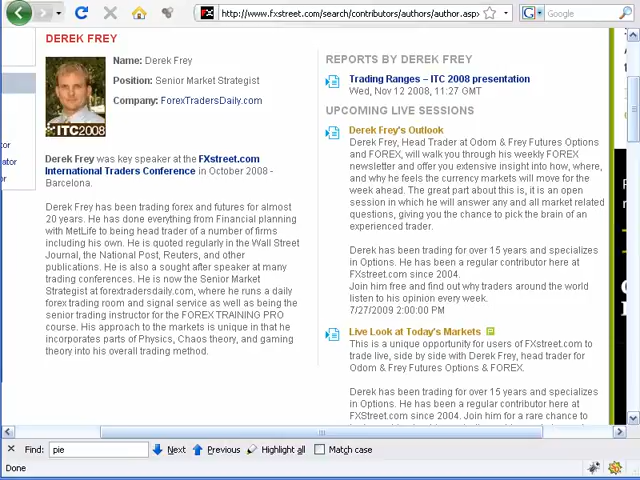 http://www.fxstreet.com/search/contributors/authors/author.aspx
Google
DEREK FREY
Name: Derek Frey
Position: Senior Market Strategist
Company: ForexTradersDaily.com
ITC2008
Derek Frey was key speaker at the FXstreet.com
International Traders Conference in October 2008 -
Barcelona.
Derek Frey has been trading forex and futures for almost
20 years. He has done everything from Financial planning
with MetLife to being head trader of a number of firms
including his own. He is quoted regularly in the Wall Street
Journal, the National Post, Reuters, and other
publications. He is also a sought after speaker at many
trading conferences. He is now the Senior Market
Strategist at forextradesdaily.com, where he runs a daily
forex trading room and signal service as well as being the
senior trading instructor for the FOREX TRAINING PRO
course. His approach to the markets is unique in that he
incorporates parts of Physics, Chaos theory, and gaming
theory into his overall trading method.
REPORTS BY DEREK FREY
Trading Ranges – ITC 2008 presentation
Wed, Nov 12 2008, 11:27 GMT
UPCOMING LIVE SESSIONS
Derek Frey's Outlook
Derek Frey, Head Trader at Odom & Frey Futures Options
and FOREX, will walk you through his weekly FOREX
newsletter and offer you extensive insight into how, where,
and why he feels the currency markets will move for the
week ahead. The great part about this is, it is an open
session in which he will answer any and all market related
questions, giving you the chance to pick the brain of an
experienced trader.
Derek has been trading for over 15 years and specializes
in Options. He has been a regular contributor here at
FXstreet.com since 2004.
Join him free and find out why traders around the world
listen to his opinion every week.
7/27/2009 2:00:00 PM
Live Look at Today's Markets
This is a unique opportunity for users of FXstreet.com to
trade live, side by side with Derek Frey, head trader for
Odom & Frey Futures Options & FOREX.
Derek has been trading for over 15 years and specializes
in Options. He has been a regular contributor here at
FXstreet.com since 2004. Join him for a rare chance to
Find: pie
Next
Previous
Highlight all
Match case
Done